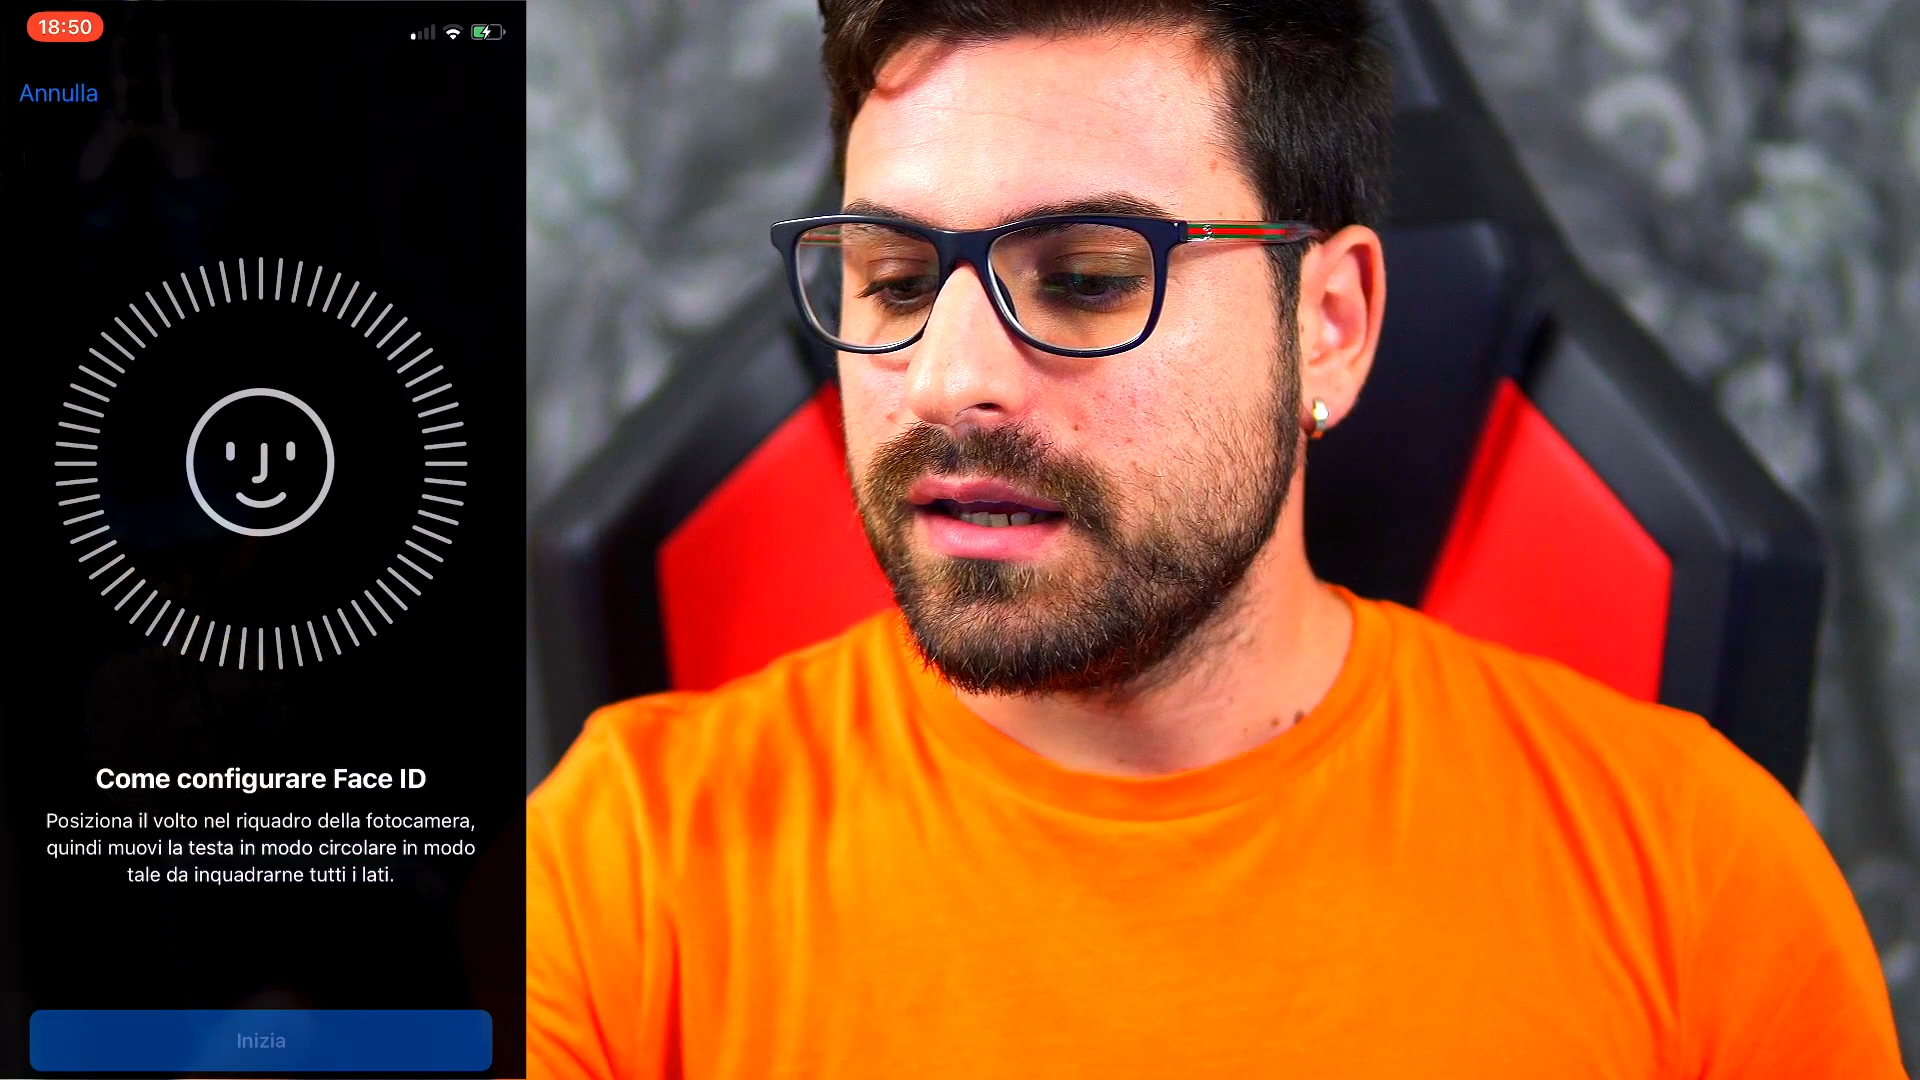 18:50
Annulla
Come configurare Face ID
Posiziona il volto nel riquadro della fotocamera,
quindi muovi la testa in modo circolare in modo
tale da inquadrarne tutti i lati.
Inizia